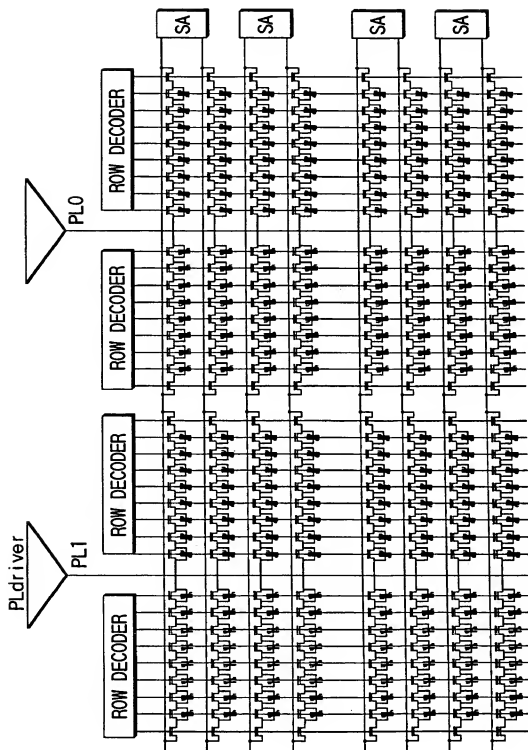 SA
SA
SA
SA
ROW DECODER
PL0
ROW DECODER
ROW DECODER
PLdriver
PL1
ROW DECODER